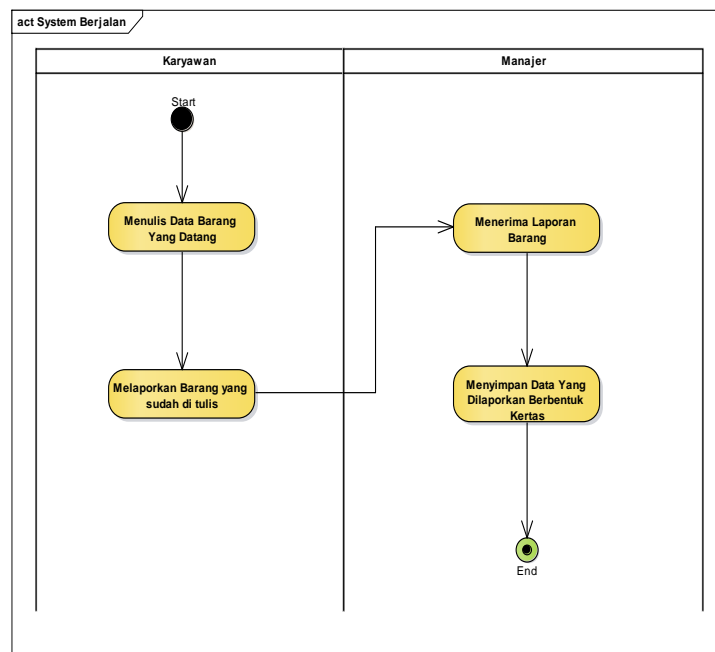 act System Berjalan
Karyawan
Manajer
Start
Menulis Data Barang
Yang Datang
Melaporkan Barang yang
sudah di tulis
Menerima Laporan
Barang
Menyimpan Data Yang
Dilaporkan Berbentuk
Kertas
End